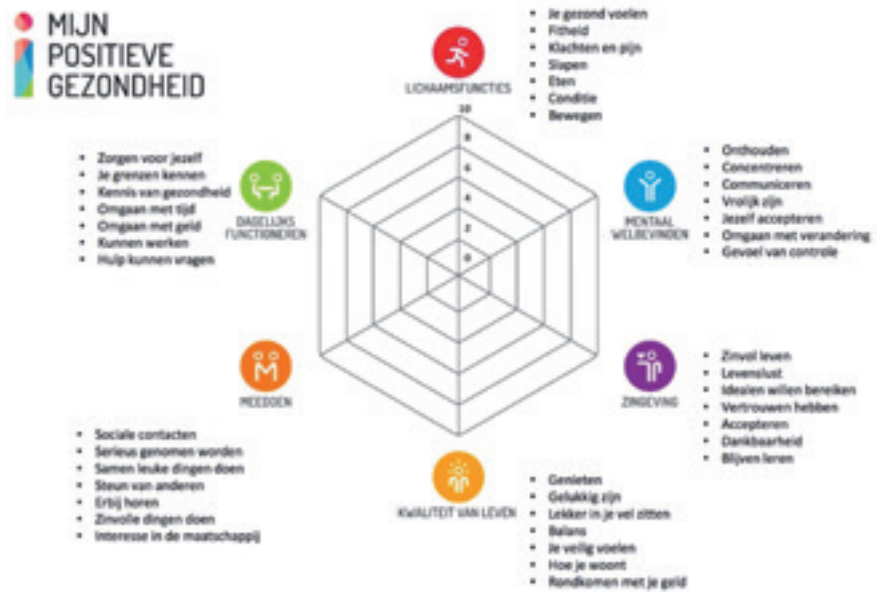 MIJN
POSITIEVE
GEZONDHEID
LICHAAMSFUNCTIES
• Je gezond voelen
• Fitheid
• Klachten en pijn
• Slapen
• Eten
• Conditie
• Bewegen
10
8
6
4
2
0
• Onthouden
• Concentreren
• Communiceren
• Vrolijk zijn
• Jezelf accepteren
• Omgaan met verandering
• Gevoel van controle
MENTAAL
WELBEVINDEN
• Zorgen voor jezelf
• Je grenzen kennen
• Kennis van gezondheid
• Omgaan met tijd
• Omgaan met geld
• Kunnen werken
• Hulp kunnen vragen
DAGELIJKS
FUNCTIONEREN
MEEDOEN
• Sociale contacten
• Serieus genomen worden
• Samen leuke dingen doen
• Steun van anderen
• Erbij horen
• Zinvolle dingen doen
• Interesse in de maatschappij
ZINGEVING
• Zinvol leven
• Levenslust
• Idealen willen bereiken
• Vertrouwen hebben
• Accepteren
• Dankbaarheid
• Blijven leren
KWALITEIT VAN LEVEN
• Genieten
• Gelukkig zijn
• Lekker in je vel zitten
• Balans
• Je veilig voelen
• Hoe je woont
• Rondkomen met je geld